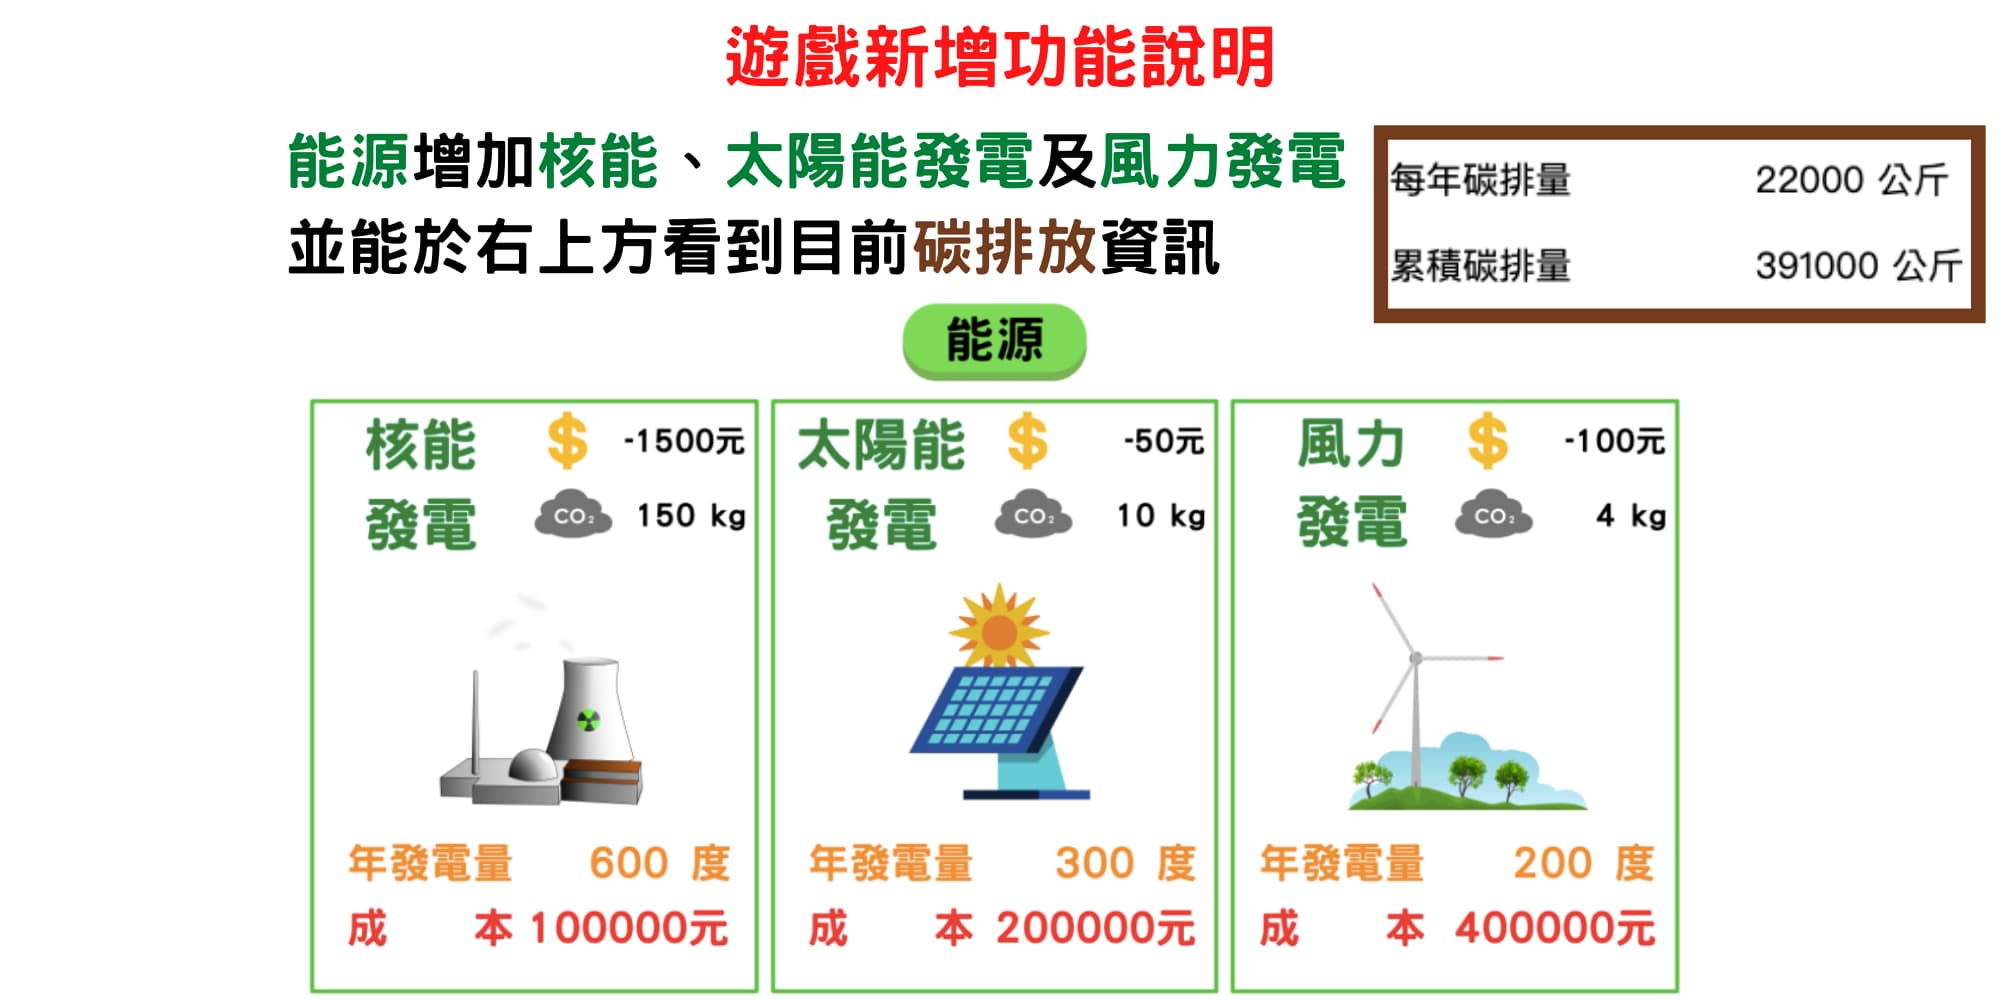 遊戲新增功能說明
能源增加核能、太陽能發電及風力發電
並能於右上方看到目前碳排放資訊
每年碳排量 22000 公斤
累積碳排量 391000 公斤
能源
核能 $ -1500元
發電 CO₂ 150 kg
年發電量 600 度
成 本 100000元
太陽能 $ -50元
發電 CO₂ 10 kg
年發電量 300 度
成 本 200000元
風力 $ -100元
發電 CO₂ 4 kg
年發電量 200 度
成 本 400000元